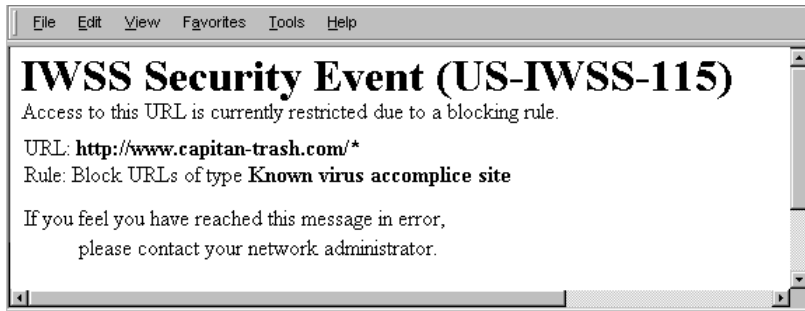 File Edit View Favorites Tools Help
IWSS Security Event (US-IWSS-115)
Access to this URL is currently restricted due to a blocking rule.
URL: http://www.capitan-trash.com/*
Rule: Block URLs of type Known virus accomplice site
If you feel you have reached this message in error,
please contact your network administrator.